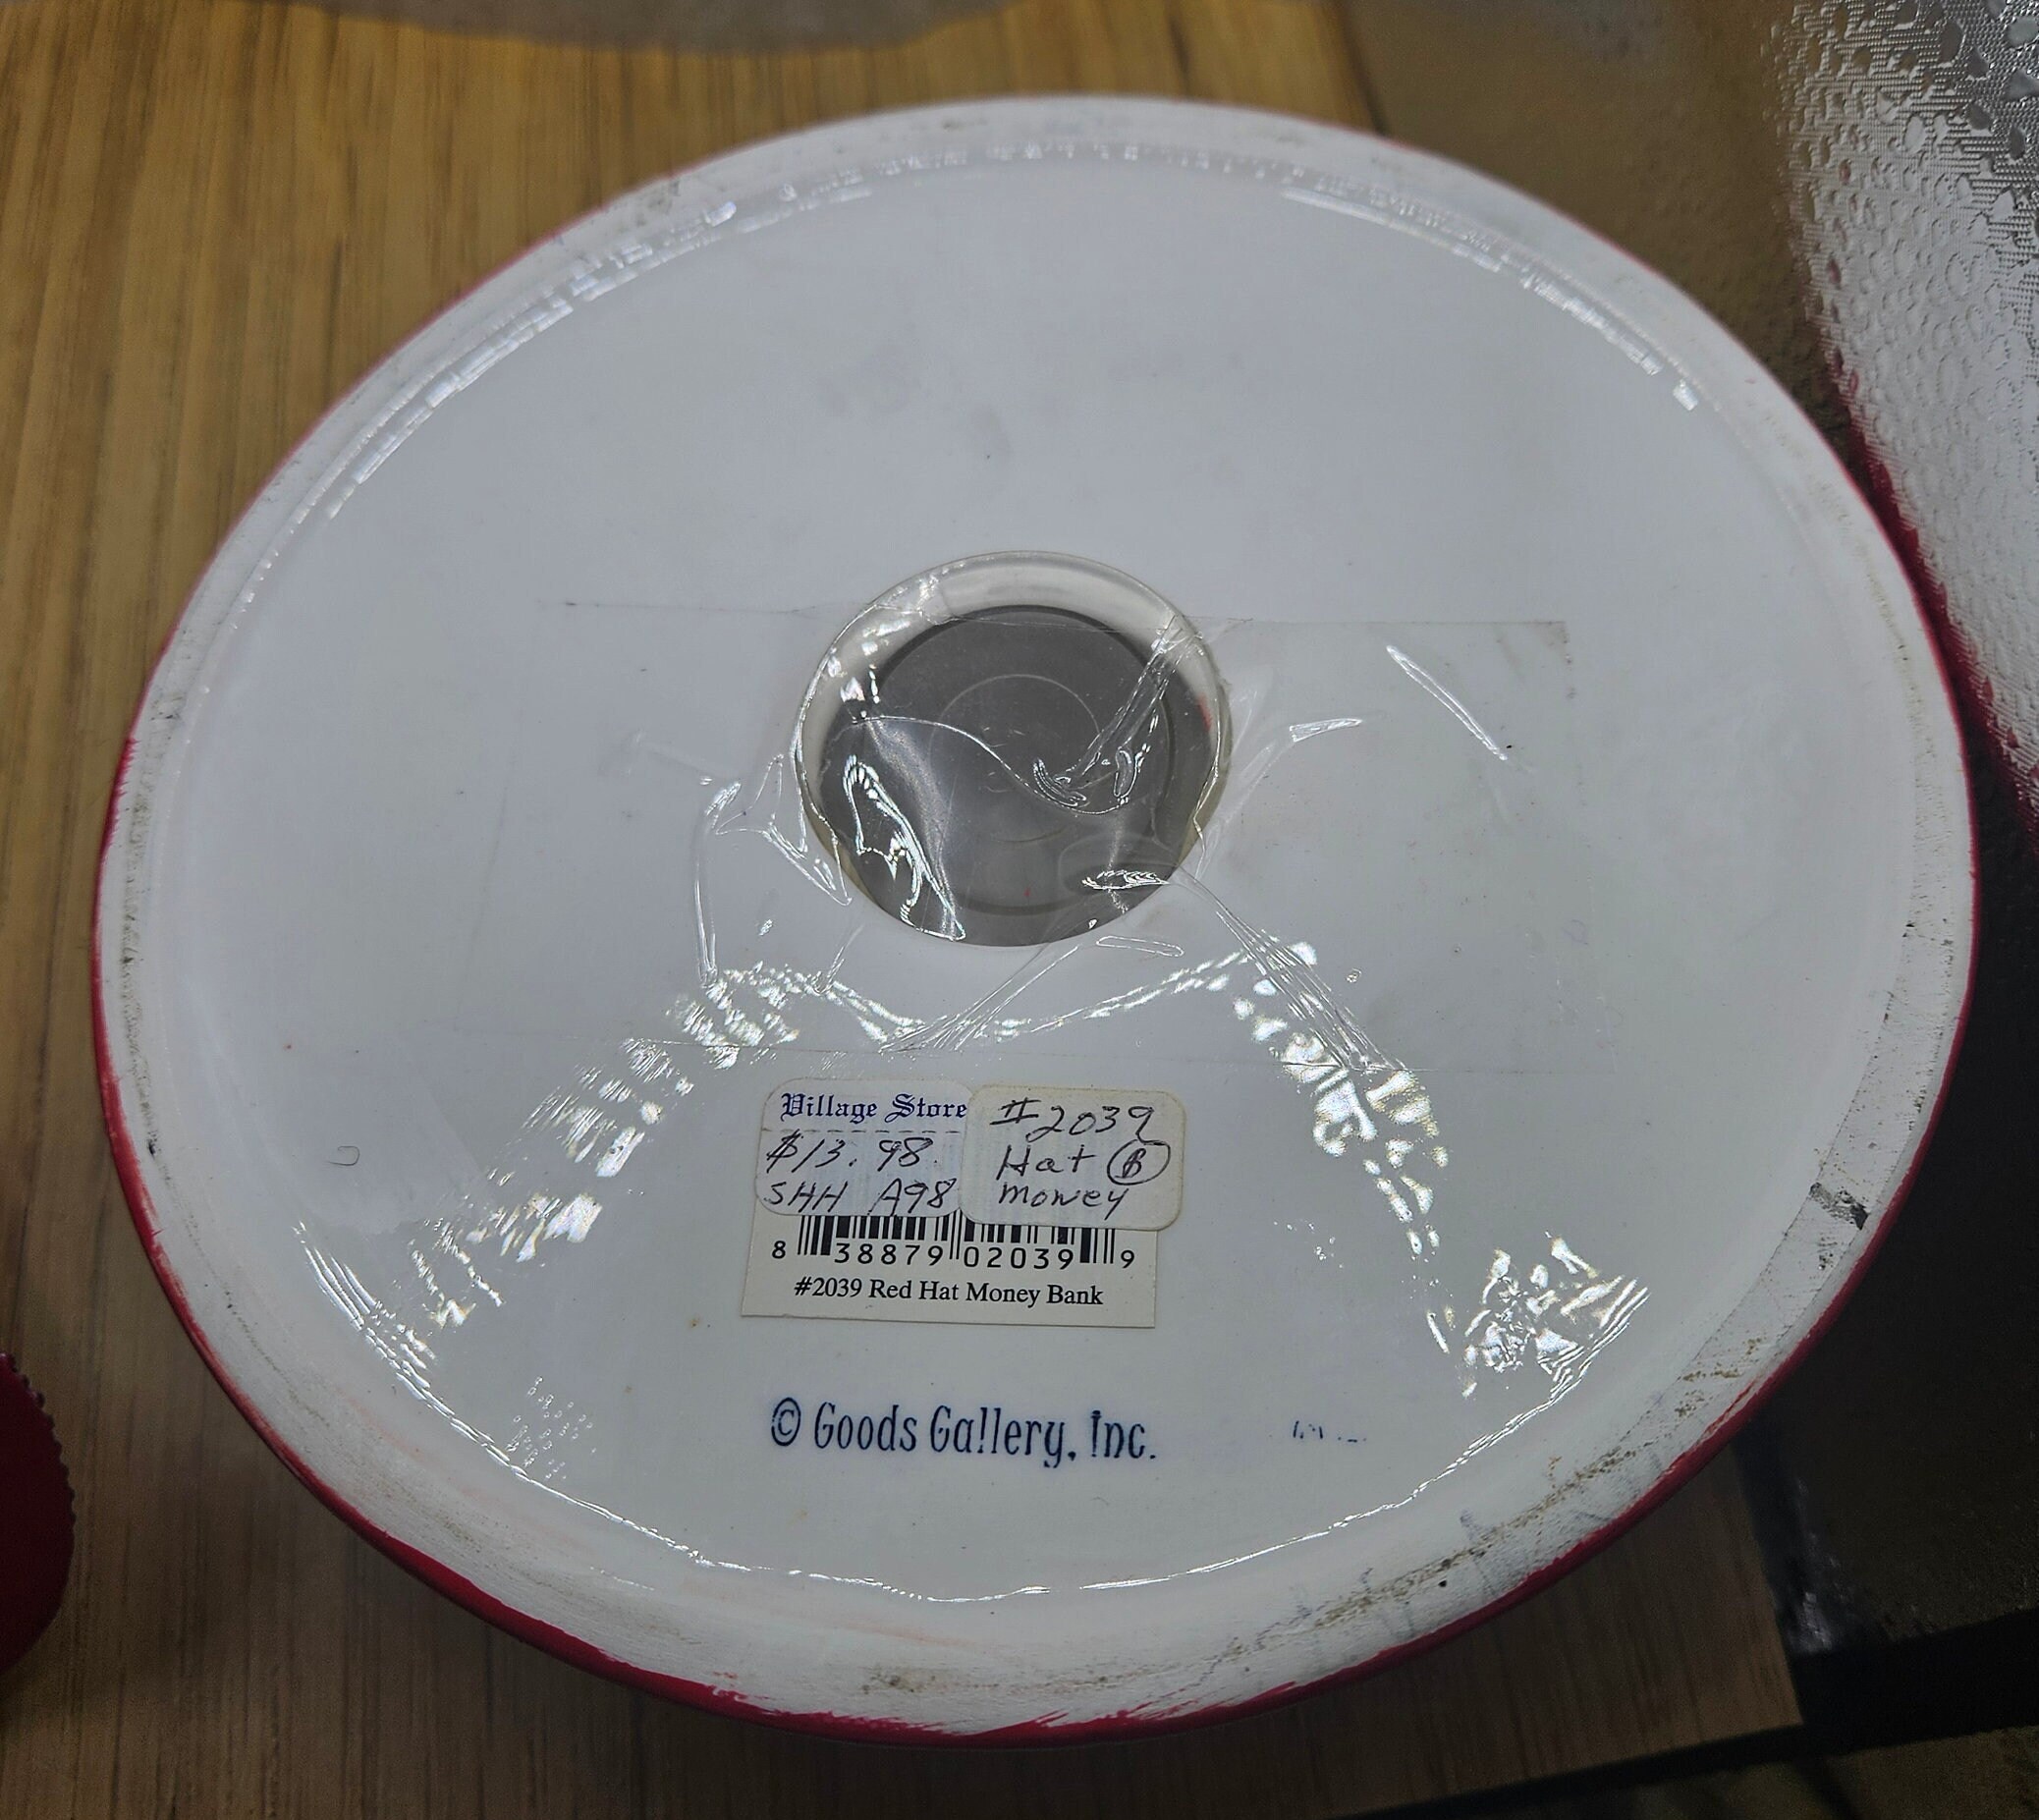 Village Store
$13.98
SHH A98
#2039
Hat B
Money
8 38879 02039 9
#2039 Red Hat Money Bank
© Goods Gallery, Inc.